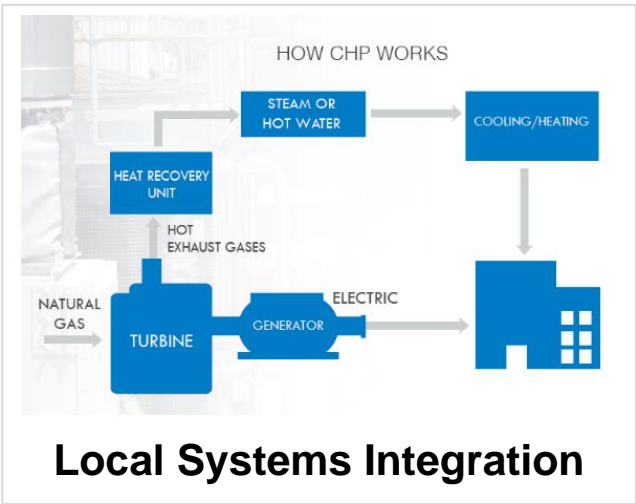 HOW CHP WORKS
STEAM OR
HOT WATER
COOLING/HEATING
HEAT RECOVERY
UNIT
HOT
EXHAUST GASES
NATURAL
GAS
TURBINE
GENERATOR
ELECTRIC
Local Systems Integration